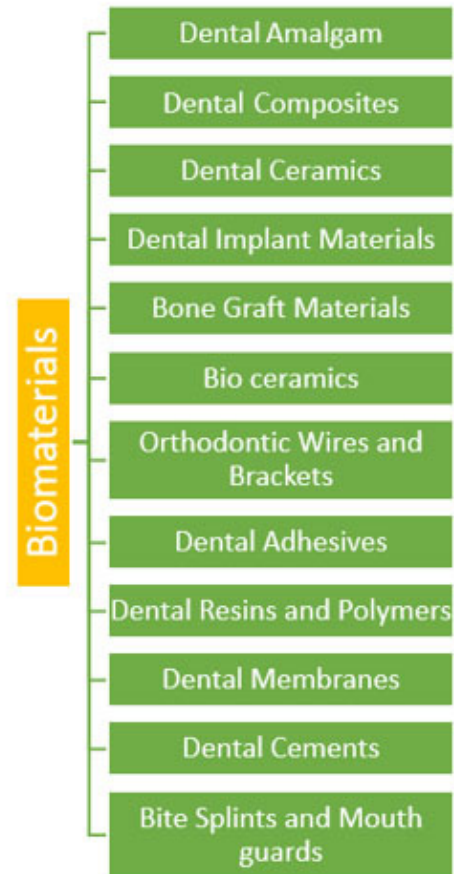 Biomaterials
Dental Amalgam
Dental Composites
Dental Ceramics
Dental Implant Materials
Bone Graft Materials
Bio ceramics
Orthodontic Wires and
Brackets
Dental Adhesives
Dental Resins and Polymers
Dental Membranes
Dental Cements
Bite Splints and Mouth
guards